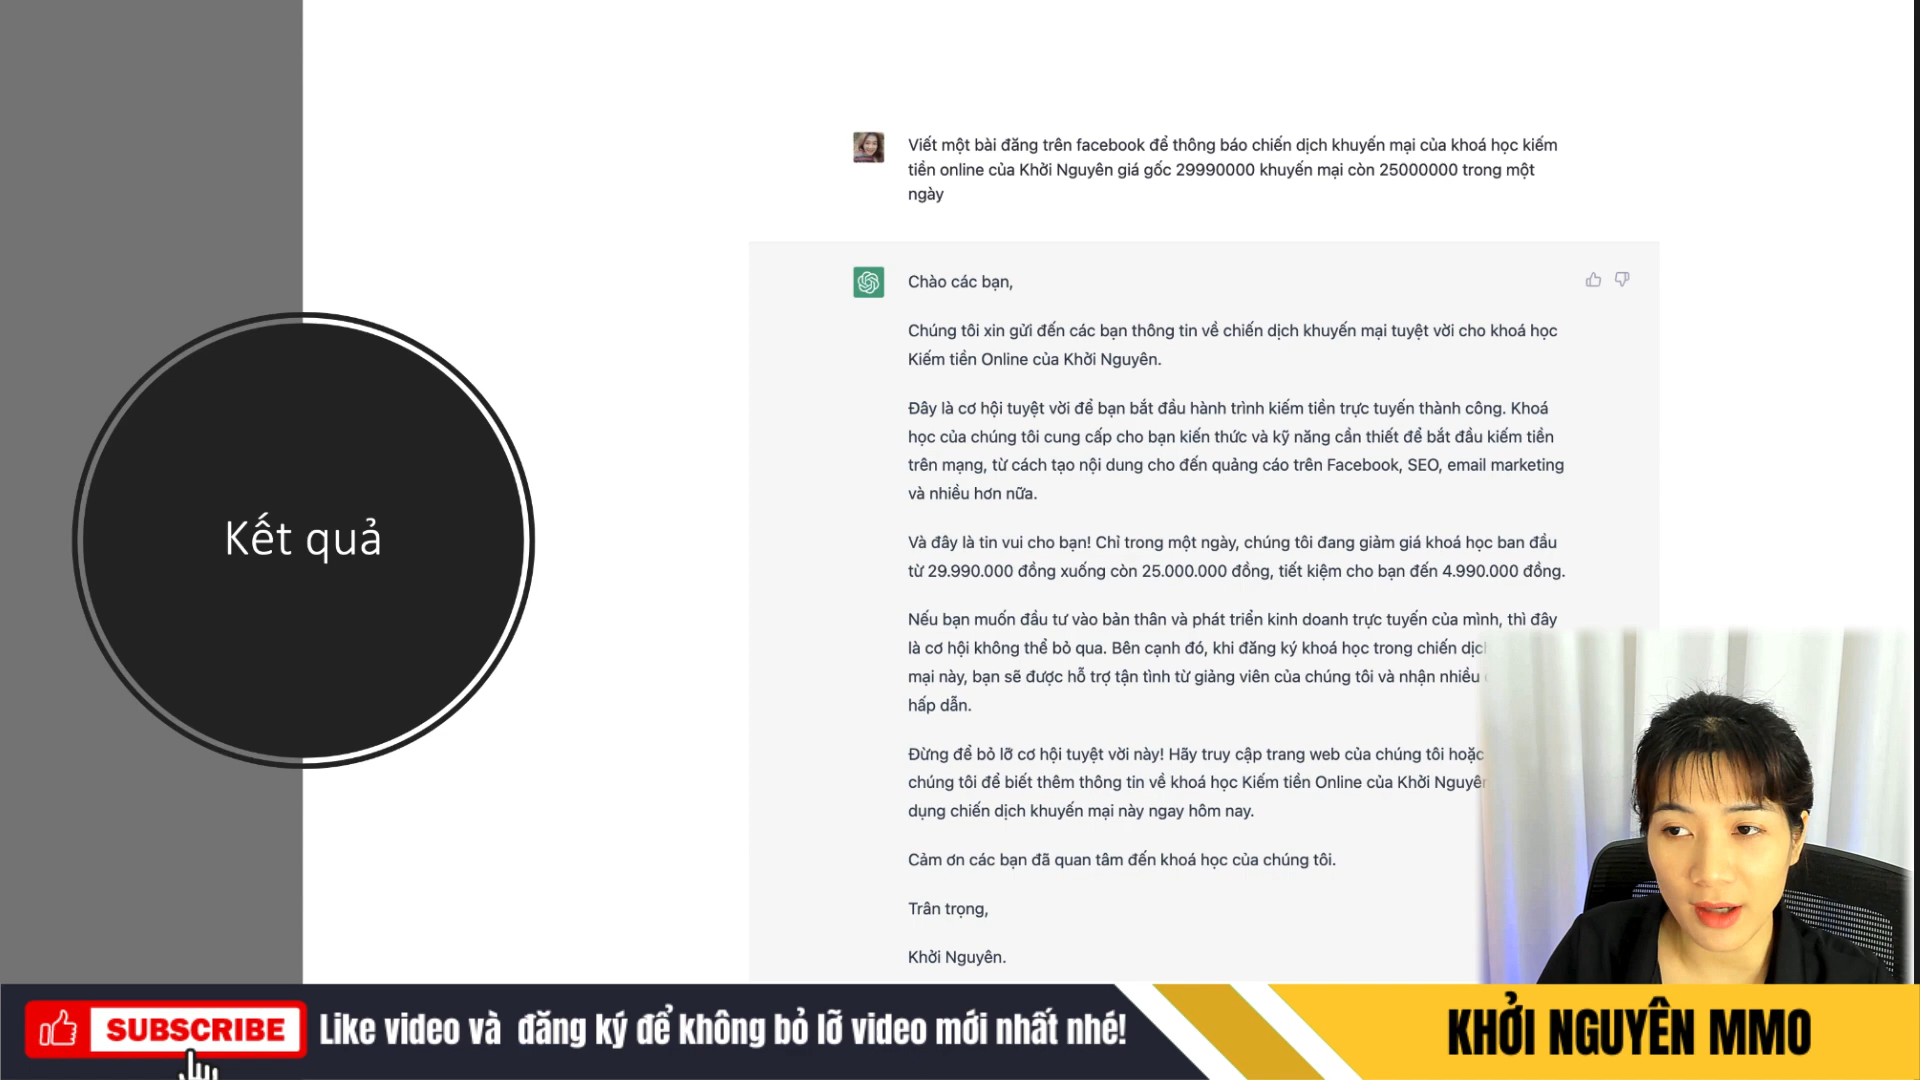 Viết một bài đăng trên facebook để thông báo chiến dịch khuyến mại của khoá học kiếm
tiền online của Khởi Nguyên giá gốc 29990000 khuyến mại còn 25000000 trong một
ngày
Chào các bạn,
Chúng tôi xin gửi đến các bạn thông tin về chiến dịch khuyến mại tuyệt vời cho khoá học
Kiếm tiền Online của Khởi Nguyên.
Đây là cơ hội tuyệt vời để bạn bắt đầu hành trình kiếm tiền trực tuyến thành công. Khoá
học của chúng tôi cung cấp cho bạn kiến thức và kỹ năng cần thiết để bắt đầu kiếm tiền
trên mạng, từ cách tạo nội dung cho đến quảng cáo trên Facebook, SEO, email marketing
và nhiều hơn nữa.
Và đây là tin vui cho bạn! Chỉ trong một ngày, chúng tôi đang giảm giá khoá học ban đầu
từ 29.990.000 đồng xuống còn 25.000.000 đồng, tiết kiệm cho bạn đến 4.990.000 đồng.
Nếu bạn muốn đầu tư vào bản thân và phát triển kinh doanh trực tuyến của mình, thì đây
là cơ hội không thể bỏ qua. Bên cạnh đó, khi đăng ký khoá học trong chiến
mại này, bạn sẽ được hỗ trợ tận tình từ giảng viên của chúng tôi và nhận nhiều
hấp dẫn.
Đừng để bỏ lỡ cơ hội tuyệt vời này! Hãy truy cập trang web của chúng tôi hoặc
chúng tôi để biết thêm thông tin về khoá học Kiếm tiền Online của Khởi
dụng chiến dịch khuyến mại này ngay hôm nay.
Cảm ơn các bạn đã quan tâm đến khoá học của chúng tôi.
Trân trọng,
Khởi Nguyên.
Kết quả
SUBSCRIBE
Like video và đăng ký để không bỏ lỡ video mới nhất nhé!
KHỞI NGUYÊN MMO